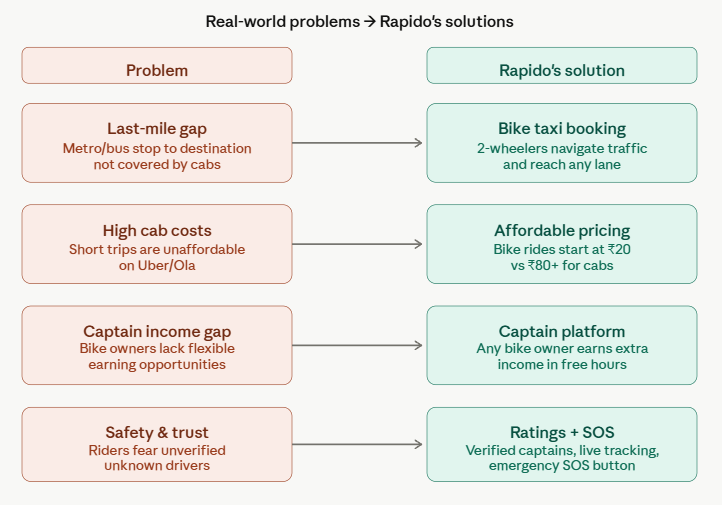 Real-world problems → Rapido's solutions
Problem
Rapido's solution
Last-mile gap
Metro/bus stop to destination
not covered by cabs
Bike taxi booking
2-wheelers navigate traffic
and reach any lane
High cab costs
Short trips are unaffordable
on Uber/Ola
Affordable pricing
Bike rides start at ₹20
vs ₹80+ for cabs
Captain income gap
Bike owners lack flexible
earning opportunities
Captain platform
Any bike owner earns extra
income in free hours
Safety & trust
Riders fear unverified
unknown drivers
Ratings + SOS
Verified captains, live tracking,
emergency SOS button